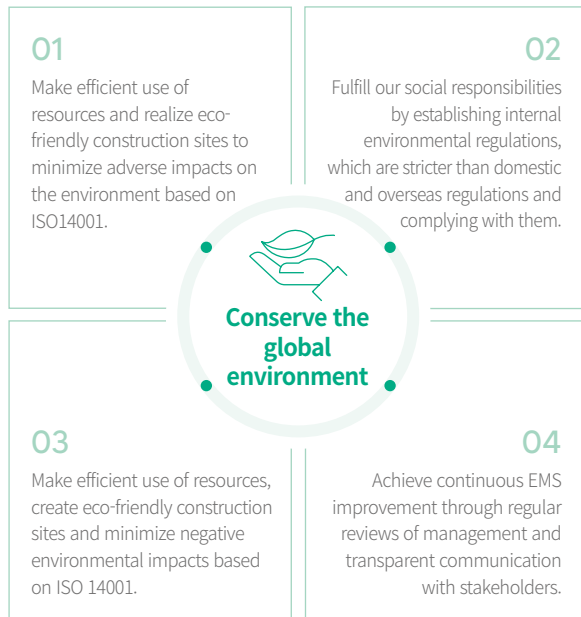 01
Make efficient use of
resources and realize eco-
friendly construction sites to
minimize adverse impacts on
the environment based on
ISO14001.
02
Fulfill our social responsibilities
by establishing internal
environmental regulations,
which are stricter than domestic
and overseas regulations and
complying with them.
Conserve the
global
environment
03
Make efficient use of resources,
create eco-friendly construction
sites and minimize negative
environmental impacts based
on ISO 14001.
04
Achieve continuous EMS
improvement through regular
reviews of management and
transparent communication
with stakeholders.